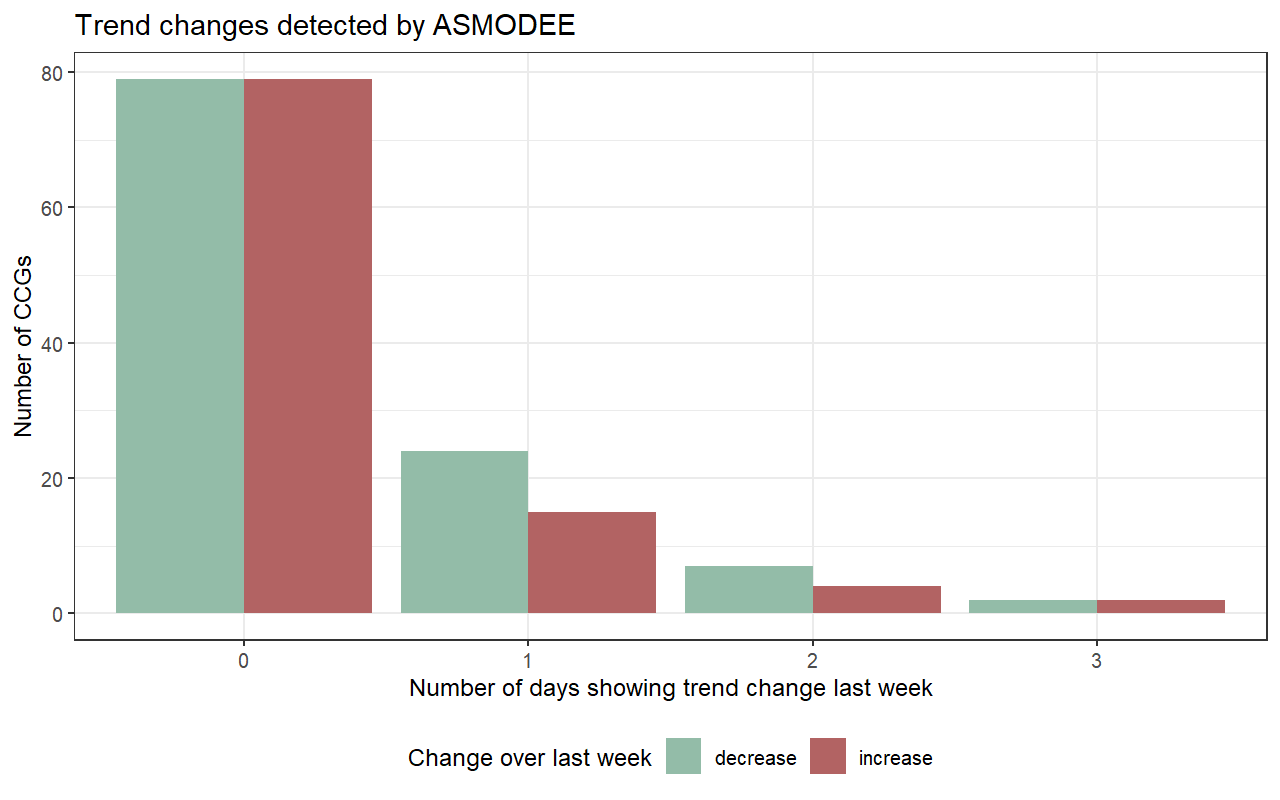 Trend changes detected by ASMODEE
Number of CCGs
80
60
40
20
0
0 1 2 3
Number of days showing trend change last week
Change over last week decrease increase